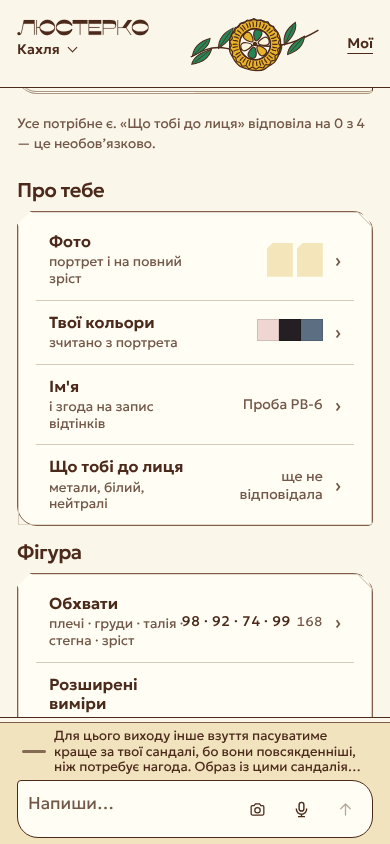 ЛЮСТЕРКО
Кахля
Мої
Усе потрібне є. «Що тобі до лиця» відповіла на 0 з 4
— це необов’язково.
Про тебе
Фото
портрет і на повний
зріст
Твої кольори
зчитано з портрета
Ім'я
і згода на запис
відтінків
Проба РВ-6
Що тобі до лиця
метали, білий,
нейтралі
ще не
відповідала
Фігура
Обхвати
плечі · груди · талія ·
стегна · зріст
98 · 92 · 74 · 99 168
Розширені
виміри
Для цього виходу інше взуття пасуватиме
краще за твої сандалі, бо вони повсякденніші,
ніж потребує нагода. Образ із цими сандалія…
Напиши…